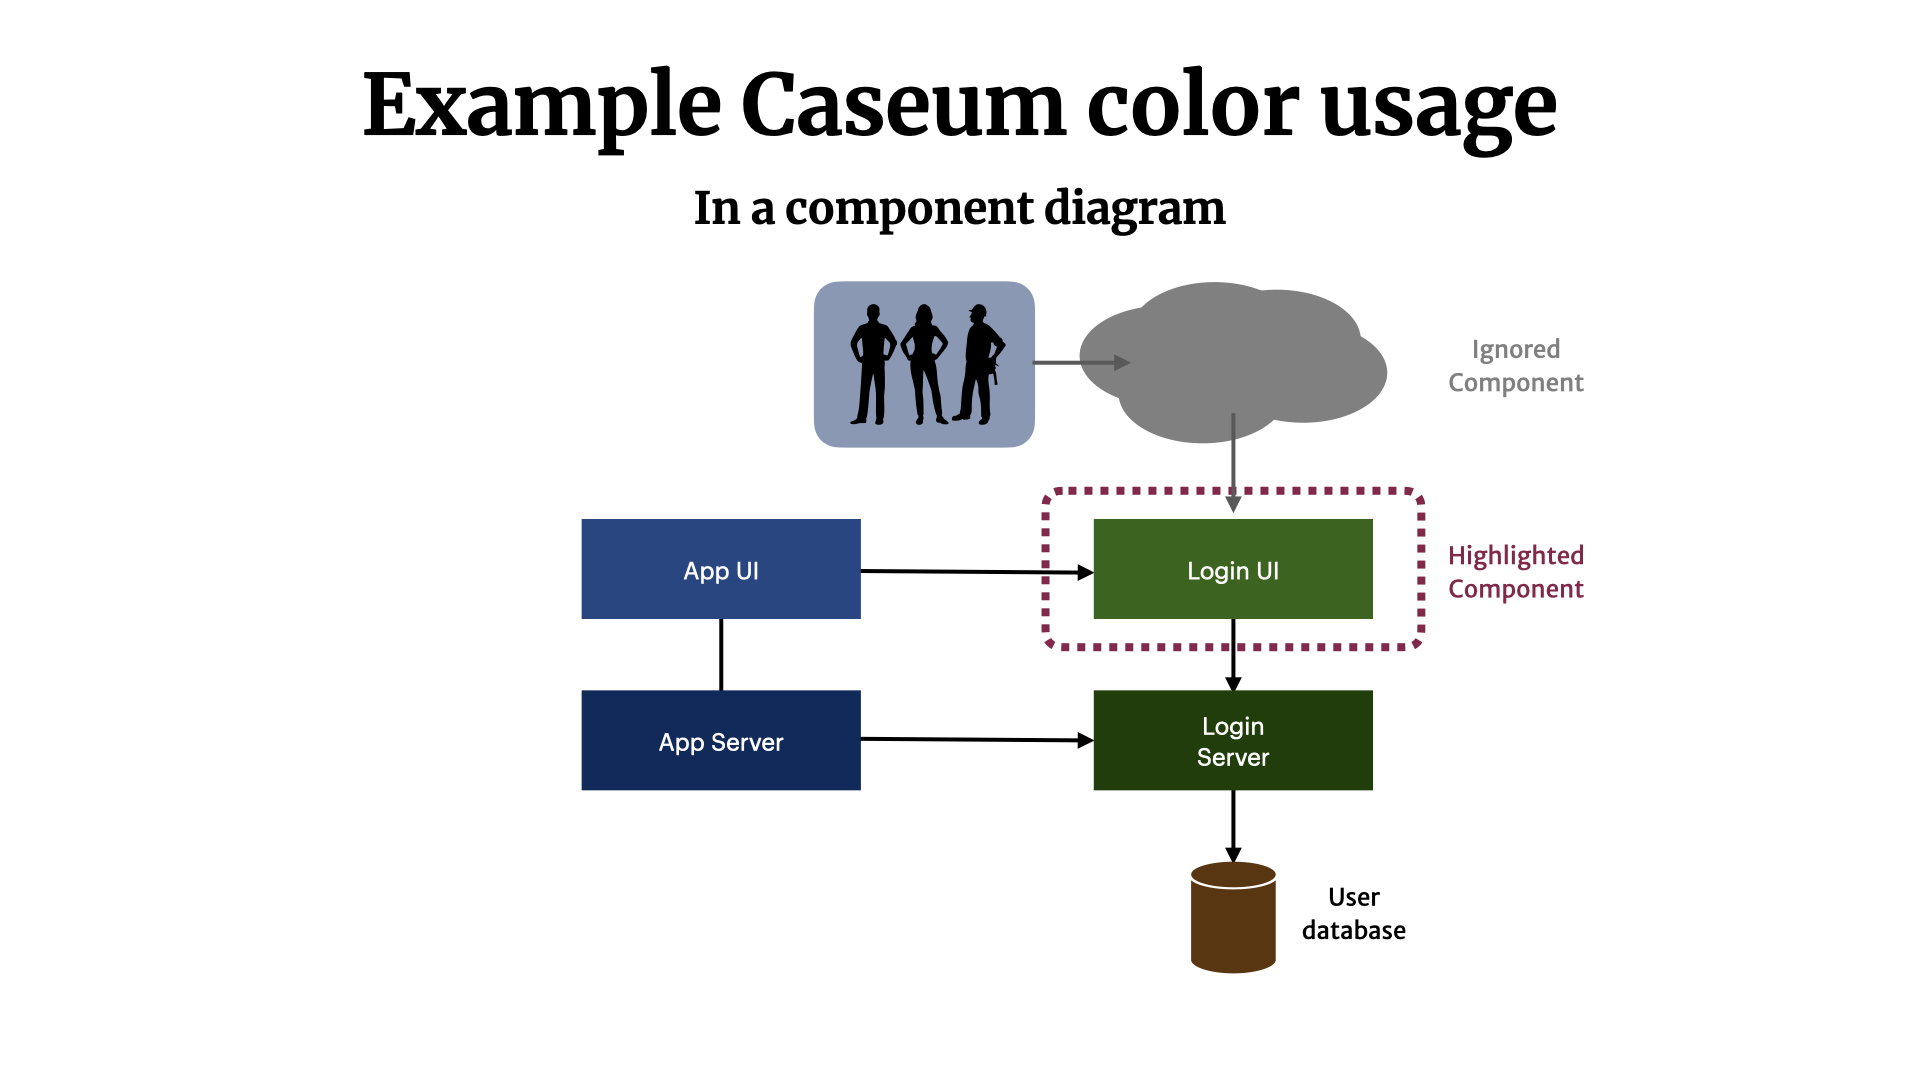 Example Caseum color usage
In a component diagram
Ignored
Component
App UI
Login UI
Highlighted
Component
App Server
Login
Server
User
database